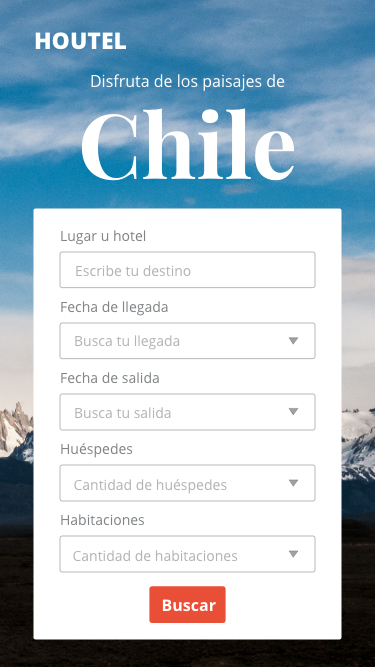 HOUTEL
Disfruta de los paisajes de
Chile
Lugar u hotel
Escribe tu destino
Fecha de llegada
Busca tu llegada
Fecha de salida
Busca tu salida
Huéspedes
Cantidad de huéspedes
Habitaciones
Cantidad de habitaciones
Buscar